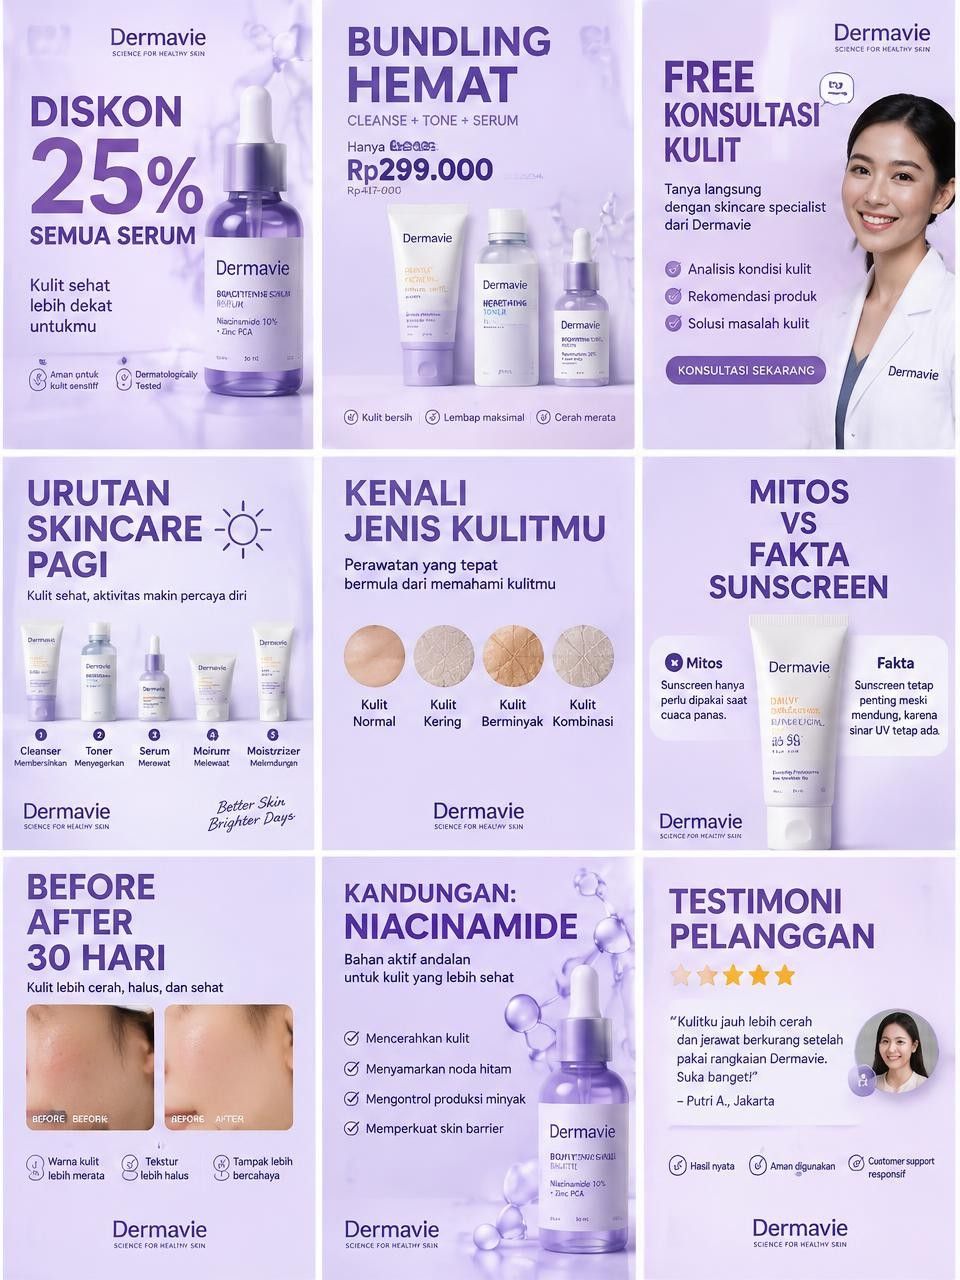 Dermavie
SCIENCE FOR HEALTHY SKIN
DISKON
25%
SEMUA SERUM
Kulit sehat
lebih dekat
untukmu
Aman untuk
kulit sensitif
Dermatologically
Tested
Dermavie
Niacinamide 10%
+ Zinc PCA
30 ml
BUNDLING
HEMAT
CLEANSE + TONE + SERUM
Hanya
Rp299.000
Rp417-000
Dermavie
Dermavie
Dermavie
Kulit bersih
Lembap maksimal
Cerah merata
Dermavie
SCIENCE FOR HEALTHY SKIN
FREE
KONSULTASI
KULIT
Tanya langsung
dengan skincare specialist
dari Dermavie
Analisis kondisi kulit
Rekomendasi produk
Solusi masalah kulit
KONSULTASI SEKARANG
Dermavie
URUTAN
SKINCARE
PAGI
Kulit sehat, aktivitas makin percaya diri
Dermavie
Dermavie
Dermavie
Dermavie
Dermavie
1 2 3 4 5
Cleanser Toner Serum
Membersihkan Menyegarkan Merawat
Dermavie
SCIENCE FOR HEALTHY SKIN
Better Skin
Brighter Days
KENALI
JENIS KULITMU
Perawatan yang tepat
bermula dari memahami kulitmu
Kulit
Normal
Kulit
Kering
Kulit
Berminyak
Kulit
Kombinasi
Dermavie
SCIENCE FOR HEALTHY SKIN
MITOS
VS
FAKTA
SUNSCREEN
Mitos
Sunscreen hanya
perlu dipakai saat
cuaca panas.
Dermavie
Fakta
Sunscreen tetap
penting meski
mendung, karena
sinar UV tetap ada.
Dermavie
SCIENCE FOR HEALTHY SKIN
BEFORE
AFTER
30 HARI
Kulit lebih cerah, halus, dan sehat
BEFORE BEFORE
BEFORE AFTER
Warna kulit
lebih merata
Tekstur
lebih halus
Tampak lebih
bercahaya
Dermavie
SCIENCE FOR HEALTHY SKIN
KANDUNGAN:
NIACINAMIDE
Bahan aktif andalan
untuk kulit yang lebih sehat
Mencerahkan kulit
Menyamarkan noda hitam
Mengontrol produksi minyak
Memperkuat skin barrier
Dermavie
Niacinamide 10%
+ Zinc PCA
30 ml
Dermavie
SCIENCE FOR HEALTHY SKIN
TESTIMONI
PELANGGAN
"Kulitku jauh lebih cerah
dan jerawat berkurang setelah
pakai rangkaian Dermavie.
Suka banget!"
– Putri A., Jakarta
Hasil nyata
Aman digunakan
Customer support
responsif
Dermavie
SCIENCE FOR HEALTHY SKIN